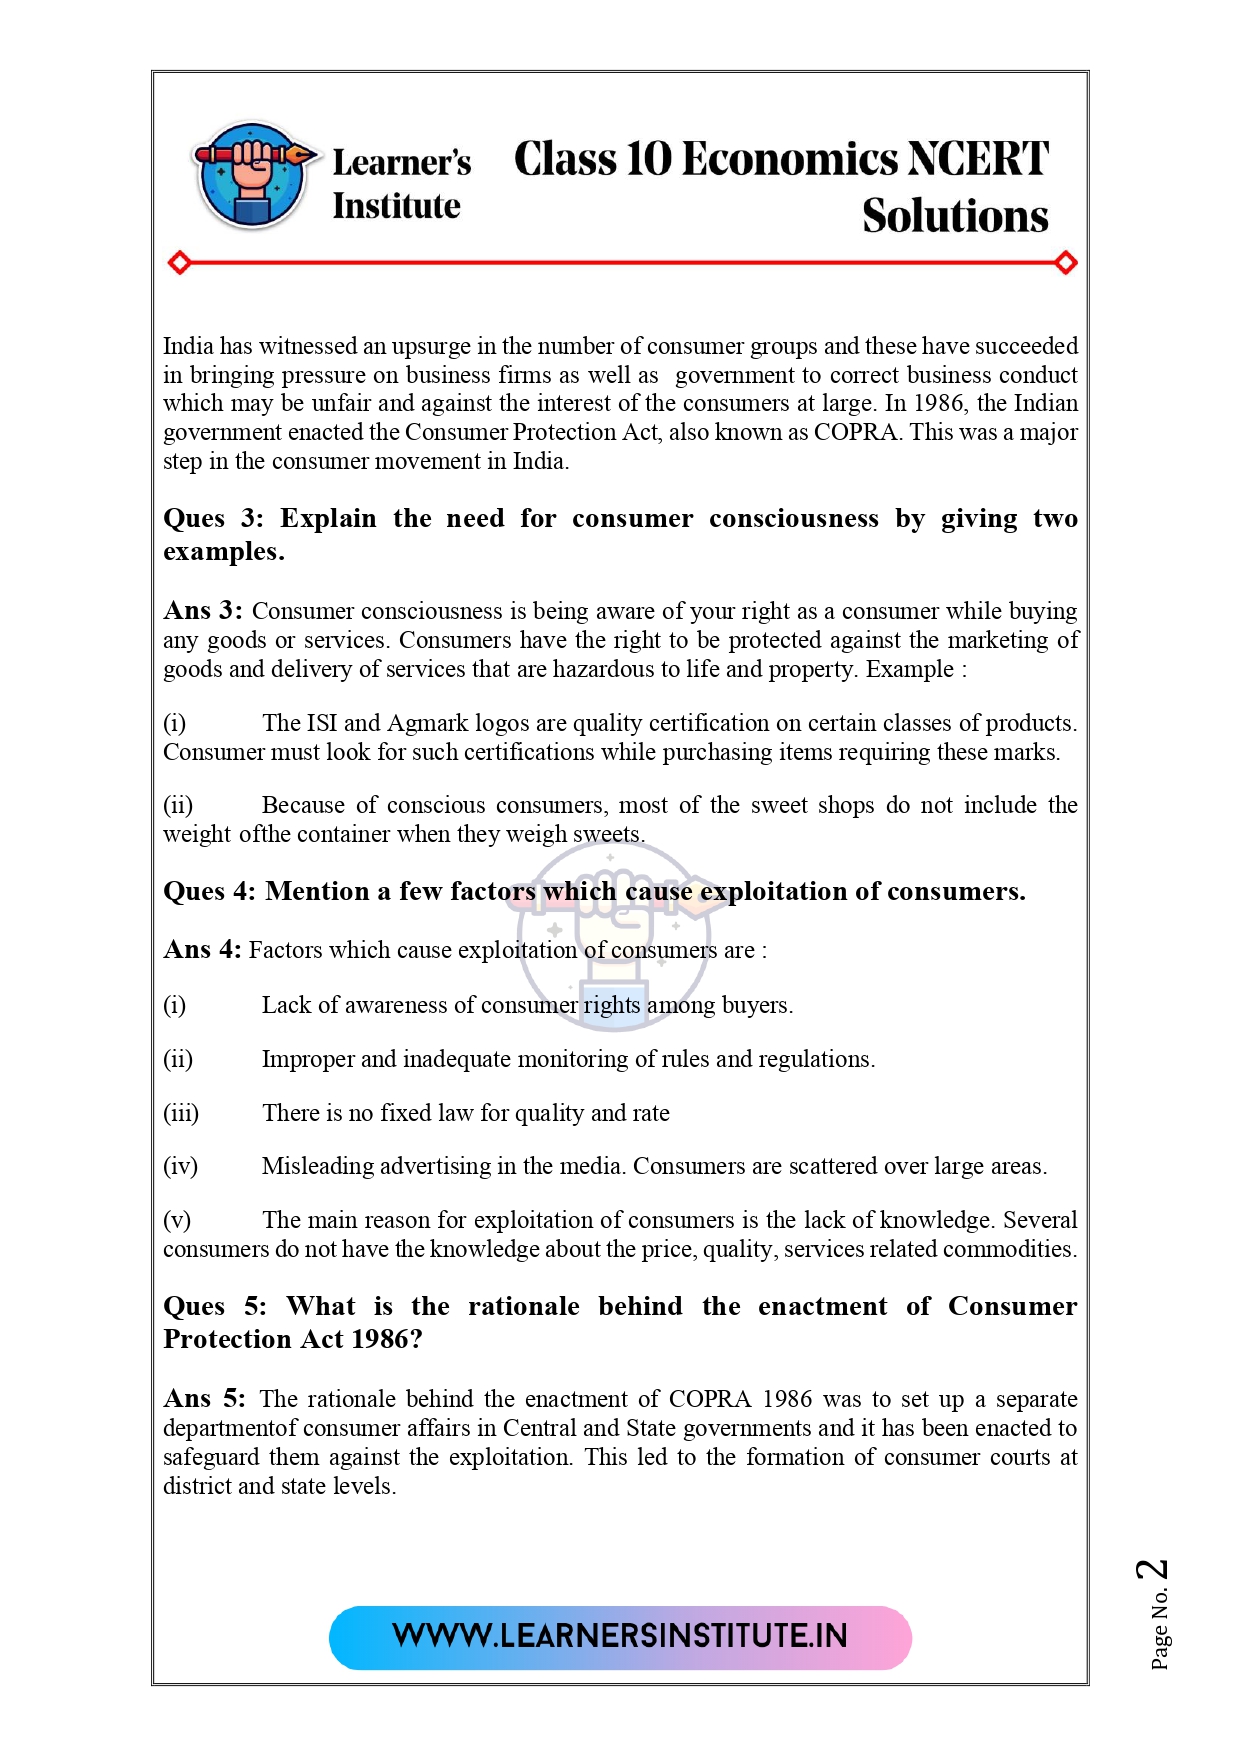 Learner's
Institute
Class 10 Economics NCERT
Solutions
India has witnessed an upsurge in the number of consumer groups and these have succeeded
in bringing pressure on business firms as well as government to correct business conduct
which may be unfair and against the interest of the consumers at large. In 1986, the Indian
government enacted the Consumer Protection Act, also known as COPRA. This was a major
step in the consumer movement in India.
Ques 3: Explain the need for consumer consciousness by giving two
examples.
Ans 3: Consumer consciousness is being aware of your right as a consumer while buying
any goods or services. Consumers have the right to be protected against the marketing of
goods and delivery of services that are hazardous to life and property. Example :
(i) The ISI and Agmark logos are quality certification on certain classes of products.
Consumer must look for such certifications while purchasing items requiring these marks.
(ii) Because of conscious consumers, most of the sweet shops do not include the
weight ofthe container when they weigh sweets.
Ques 4: Mention a few factors which cause exploitation of consumers.
Ans 4: Factors which cause exploitation of consumers are :
(i) Lack of awareness of consumer rights among buyers.
(ii) Improper and inadequate monitoring of rules and regulations.
(iii) There is no fixed law for quality and rate
(iv) Misleading advertising in the media. Consumers are scattered over large areas.
(v) The main reason for exploitation of consumers is the lack of knowledge. Several
consumers do not have the knowledge about the price, quality, services related commodities.
Ques 5: What is the rationale behind the enactment of Consumer
Protection Act 1986?
Ans 5: The rationale behind the enactment of COPRA 1986 was to set up a separate
departmentof consumer affairs in Central and State governments and it has been enacted to
safeguard them against the exploitation. This led to the formation of consumer courts at
district and state levels.
Page No. 2
WWW.LEARNERSINSTITUTE.IN